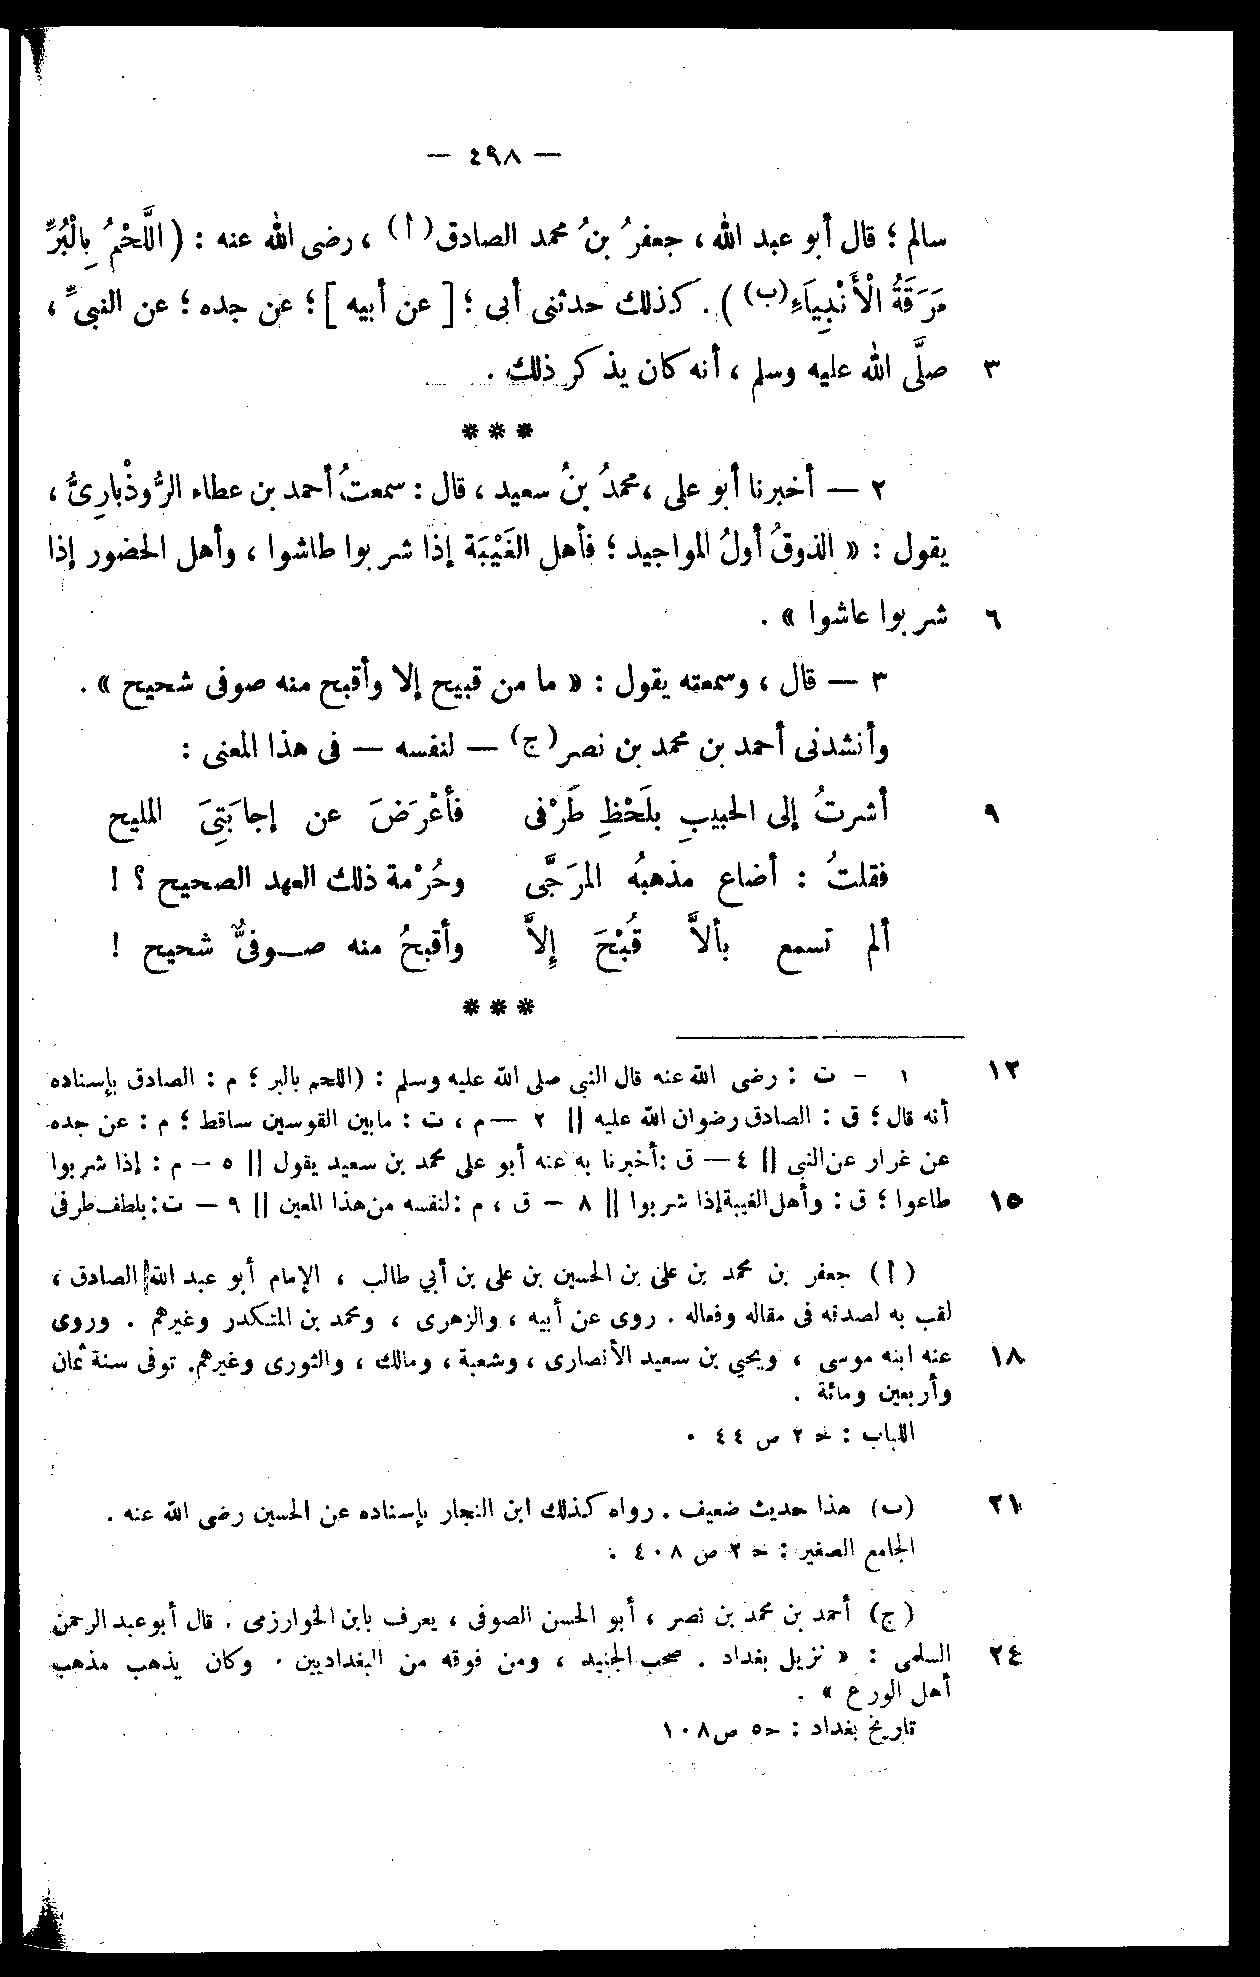 — ٤٩٨ —
سالم ؛ قال أبو عبد الله ، جعفرُ بنُ محمد الصادق(أ) ، رضى الله عنه : (اللَّحْمُ بِالْبُرِّ
مَرَقَةُ الْأَنْبِيَاءِ(ب) ) . كذلك حدثنى أبى ؛ [ عن أبيه ] ؛ عن جده ؛ عن النبىِّ ،
٣ صلَّى الله عليه وسلم ، أنه كان يذكر ذلك .
***
٢ — أخبرنا أبو على ، محمدُ بنُ سعيد ، قال : سمعتُ أحمد بن عطاء الرُّوذْبارِىُّ ،
يقول : « الذوقُ أولُ المواجيد ؛ فأهل الغَيْبَة إذا شربوا طاشوا ، وأهل الحضور إذا
٦ شربوا عاشوا » .
٣ — قال ، وسمعته يقول : « ما من قبيح إلا وأقبح منه صوفى شحيح » .
وأنشدنى أحمد بن محمد بن نصر(ج) — لنفسه — فى هذا المعنى :
٩ أشرتُ إلى الحبيبِ بلَحْظِ طَرْفى فأعْرَضَ عن إجابَتِىَ المليح
فقلتُ : أضاع مذهبهُ المرَجَّى وحُرْمة ذلك العهد الصحيح ؟ !
ألم تسمع بألاَّ قُبْحَ إلاَّ وأقبحُ منه صوفىٌّ شحيح !
***
١٢ ١ – ت : رضى الله عنه قال النبى صلى الله عليه وسلم : (اللحم بالبر ؛ م : الصادق بإسناده
أنه قال ؛ ق : الصادق رضوان الله عليه || ٢ — م ، ت : مابين القوسين ساقط ؛ م : عن جده
عن غرار عن النبى || ٤ — ق : أخبرنا به عنه أبو على محمد بن سعيد يقول || ٥ – م : إذا شربوا
١٥ طاعوا ؛ ق : وأهل الغيبة إذا شربوا || ٨ – ق ، م : لنفسه من هذا المعين || ٩ – ت : بلطف طرفى
(أ) جعفر بن محمد بن على بن الحسين بن على بن أبي طالب ، الإمام أبو عبد الله الصادق ،
لقب به لصدقه فى مقاله وفعاله . روى عن أبيه ، والزهرى ، ومحمد بن المنكدر وغيرهم . وروى
١٨ عنه ابنه موسى ، ويحيي بن سعيد الأنصارى ، وشعبة ، ومالك ، والثورى وغيرهم. توفى سنة ثمان
وأربعين ومائة .
اللباب : حـ ٢ ص ٤٤ .
٢١ (ب) هذا حديث ضعيف . رواه كذلك ابن النجار بإسناده عن الحسين رضى الله عنه .
الجامع الصغير : حـ ٢ ص ٤٠٨ .
(ج) أحمد بن محمد بن نصر ، أبو الحسن الصوفى ، يعرف بابن الخوارزمى . قال أبو عبد الرحمن
٢٤ السلمى : « نزيل بغداد . صحب الجنيد ، ومن فوقه من البغداديين . وكان يذهب مذهب
أهل الورع » .
تاريخ بغداد : حـ٥ ص١٠٨